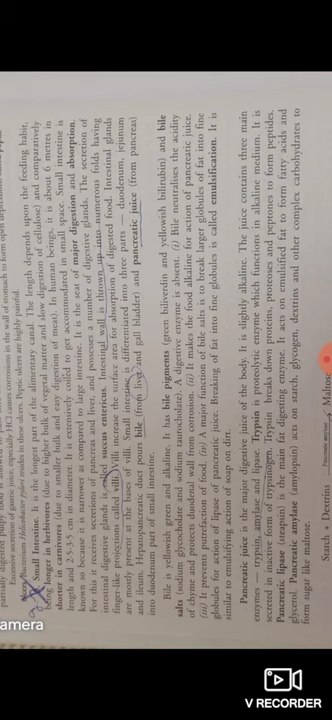 partially digested
Excessive secretion of gastric juice, especially HCl causes corrosions in the wall of stomach to form open
Bacterium Helicobacter pylori resides in these ulcers. Peptic ulcers are highly painful.
Small Intestine. It is the longest part of the alimentary canal. The length depends upon the feeding habit,
being longer in herbivores (due to higher bulk of vegetal matter and slow digestion of cellulose) and comparatively
shorter in carnivores (due to smaller bulk and easy digestion of meat). In human beings, it is about 6 metres in
length and 2·5-3·5 cm in diameter. It is extensively coiled to get accommodated in small space. Small intestine is
known so because it is narrower as compared to large intestine. It is the seat of major digestion and absorption.
For this it receives secretions of pancreas and liver, and possesses a number of digestive glands. The secretion of
intestinal digestive glands is called succus entericus. Intestinal wall is thrown into numerous folds having
finger-like projections called villi. Villi increase the surface area for absorption of digested food. Intestinal glands
are mostly present at the bases of villi. Small intestine is differentiated into three parts — duodenum, jejunum
and ileum. Hepatopancreatic duct pours bile (from liver and gall bladder) and pancreatic juice (from pancreas)
into duodenum part of small intestine.
Bile is yellowish green and alkaline. It has bile pigments (green biliverdin and yellowish bilirubin) and bile
salts (sodium glycocholate and sodium taurocholate). A digestive enzyme is absent. (i) Bile neutralises the acidity
of chyme and protects duodenal wall from corrosion. (ii) It makes the food alkaline for action of pancreatic juice.
(iii) It prevents putrefaction of food. (iv) A major function of bile salts is to break larger globules of fat into fine
globules for action of lipase of pancreatic juice. Breaking of fat into fine globules is called emulsification. It is
similar to emulsifying action of soap on dirt.
Pancreatic juice is the major digestive juice of the body. It is slightly alkaline. The juice contains three main
enzymes — trypsin, amylase and lipase. Trypsin is proteolytic enzyme which functions in alkaline medium. It is
secreted in inactive form of trypsinogen. Trypsin breaks down proteins, proteoses and peptones to form peptides.
Pancreatic lipase (steapsin) is the main fat digesting enzyme. It acts on emulsified fat to form fatty acids and
glycerol. Pancreatic amylase (amylopsin) acts on starch, glycogen, dextrins and other complex carbohydrates to
form sugar like maltose.
Starch + Dextrins Maltose
amera
V RECORDER